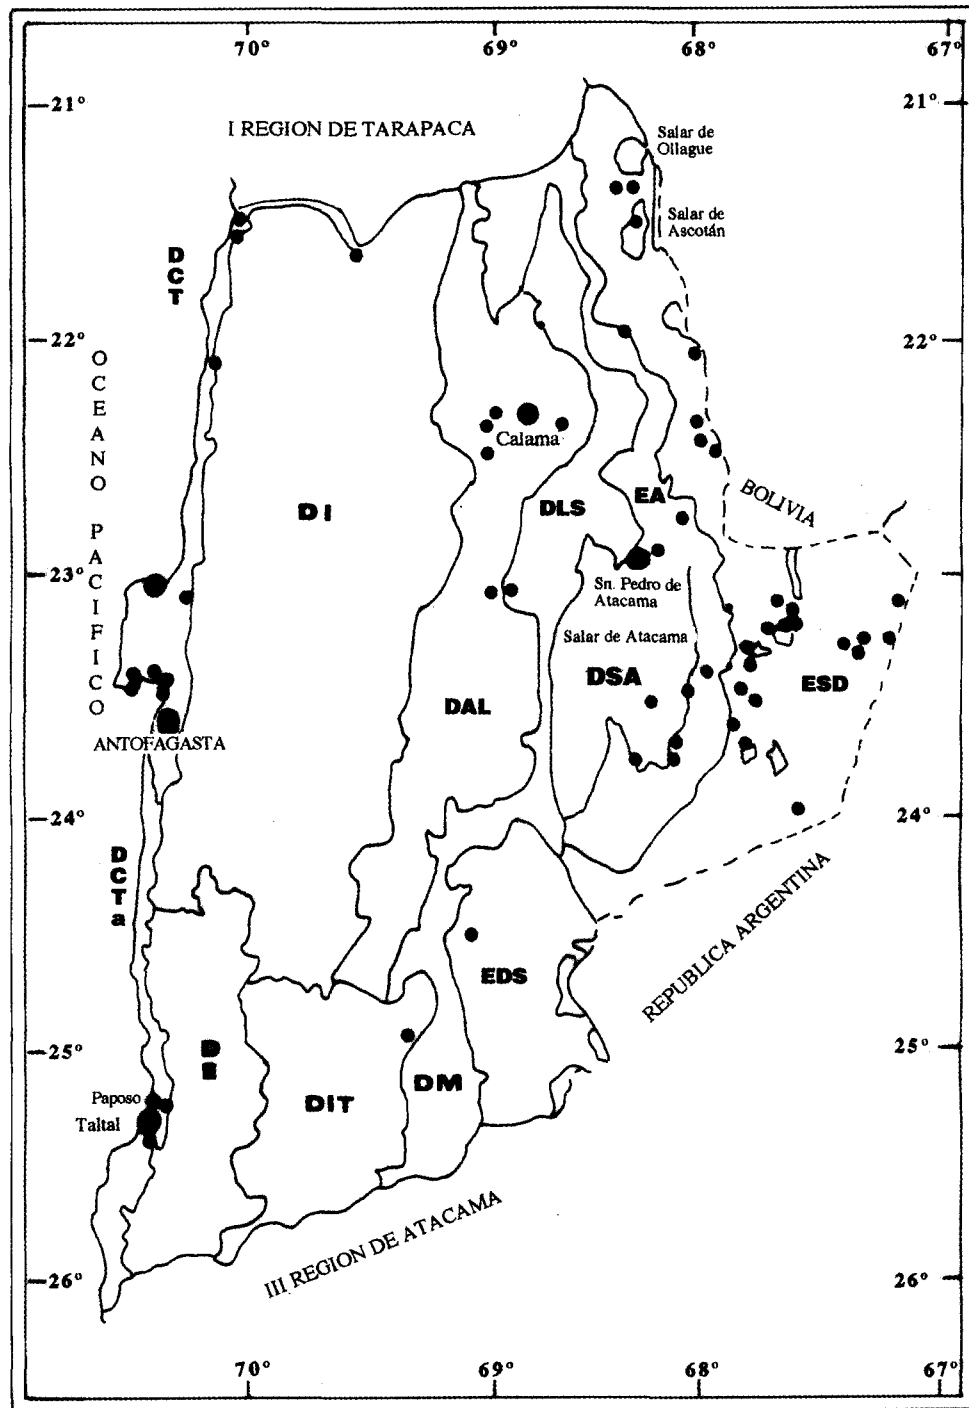 70° 69° 68° 67°
21° 21°
I REGION DE TARAPACA
Salar de
Ollague
Salar de
Ascotán
DCT
22° 22°
OCEANO PACIFICO
Calama
DI
DLS
EA
BOLIVIA
23° 23°
Sn. Pedro de
Atacama
Salar de Atacama
DSA
ESD
DAL
ANTOFAGASTA
24° 24°
DCTa
REPUBLICA ARGENTINA
EDS
25° 25°
DE
DM
Paposo
DIT
Taltal
III REGION DE ATACAMA
26° 26°
70° 69° 68° 67°